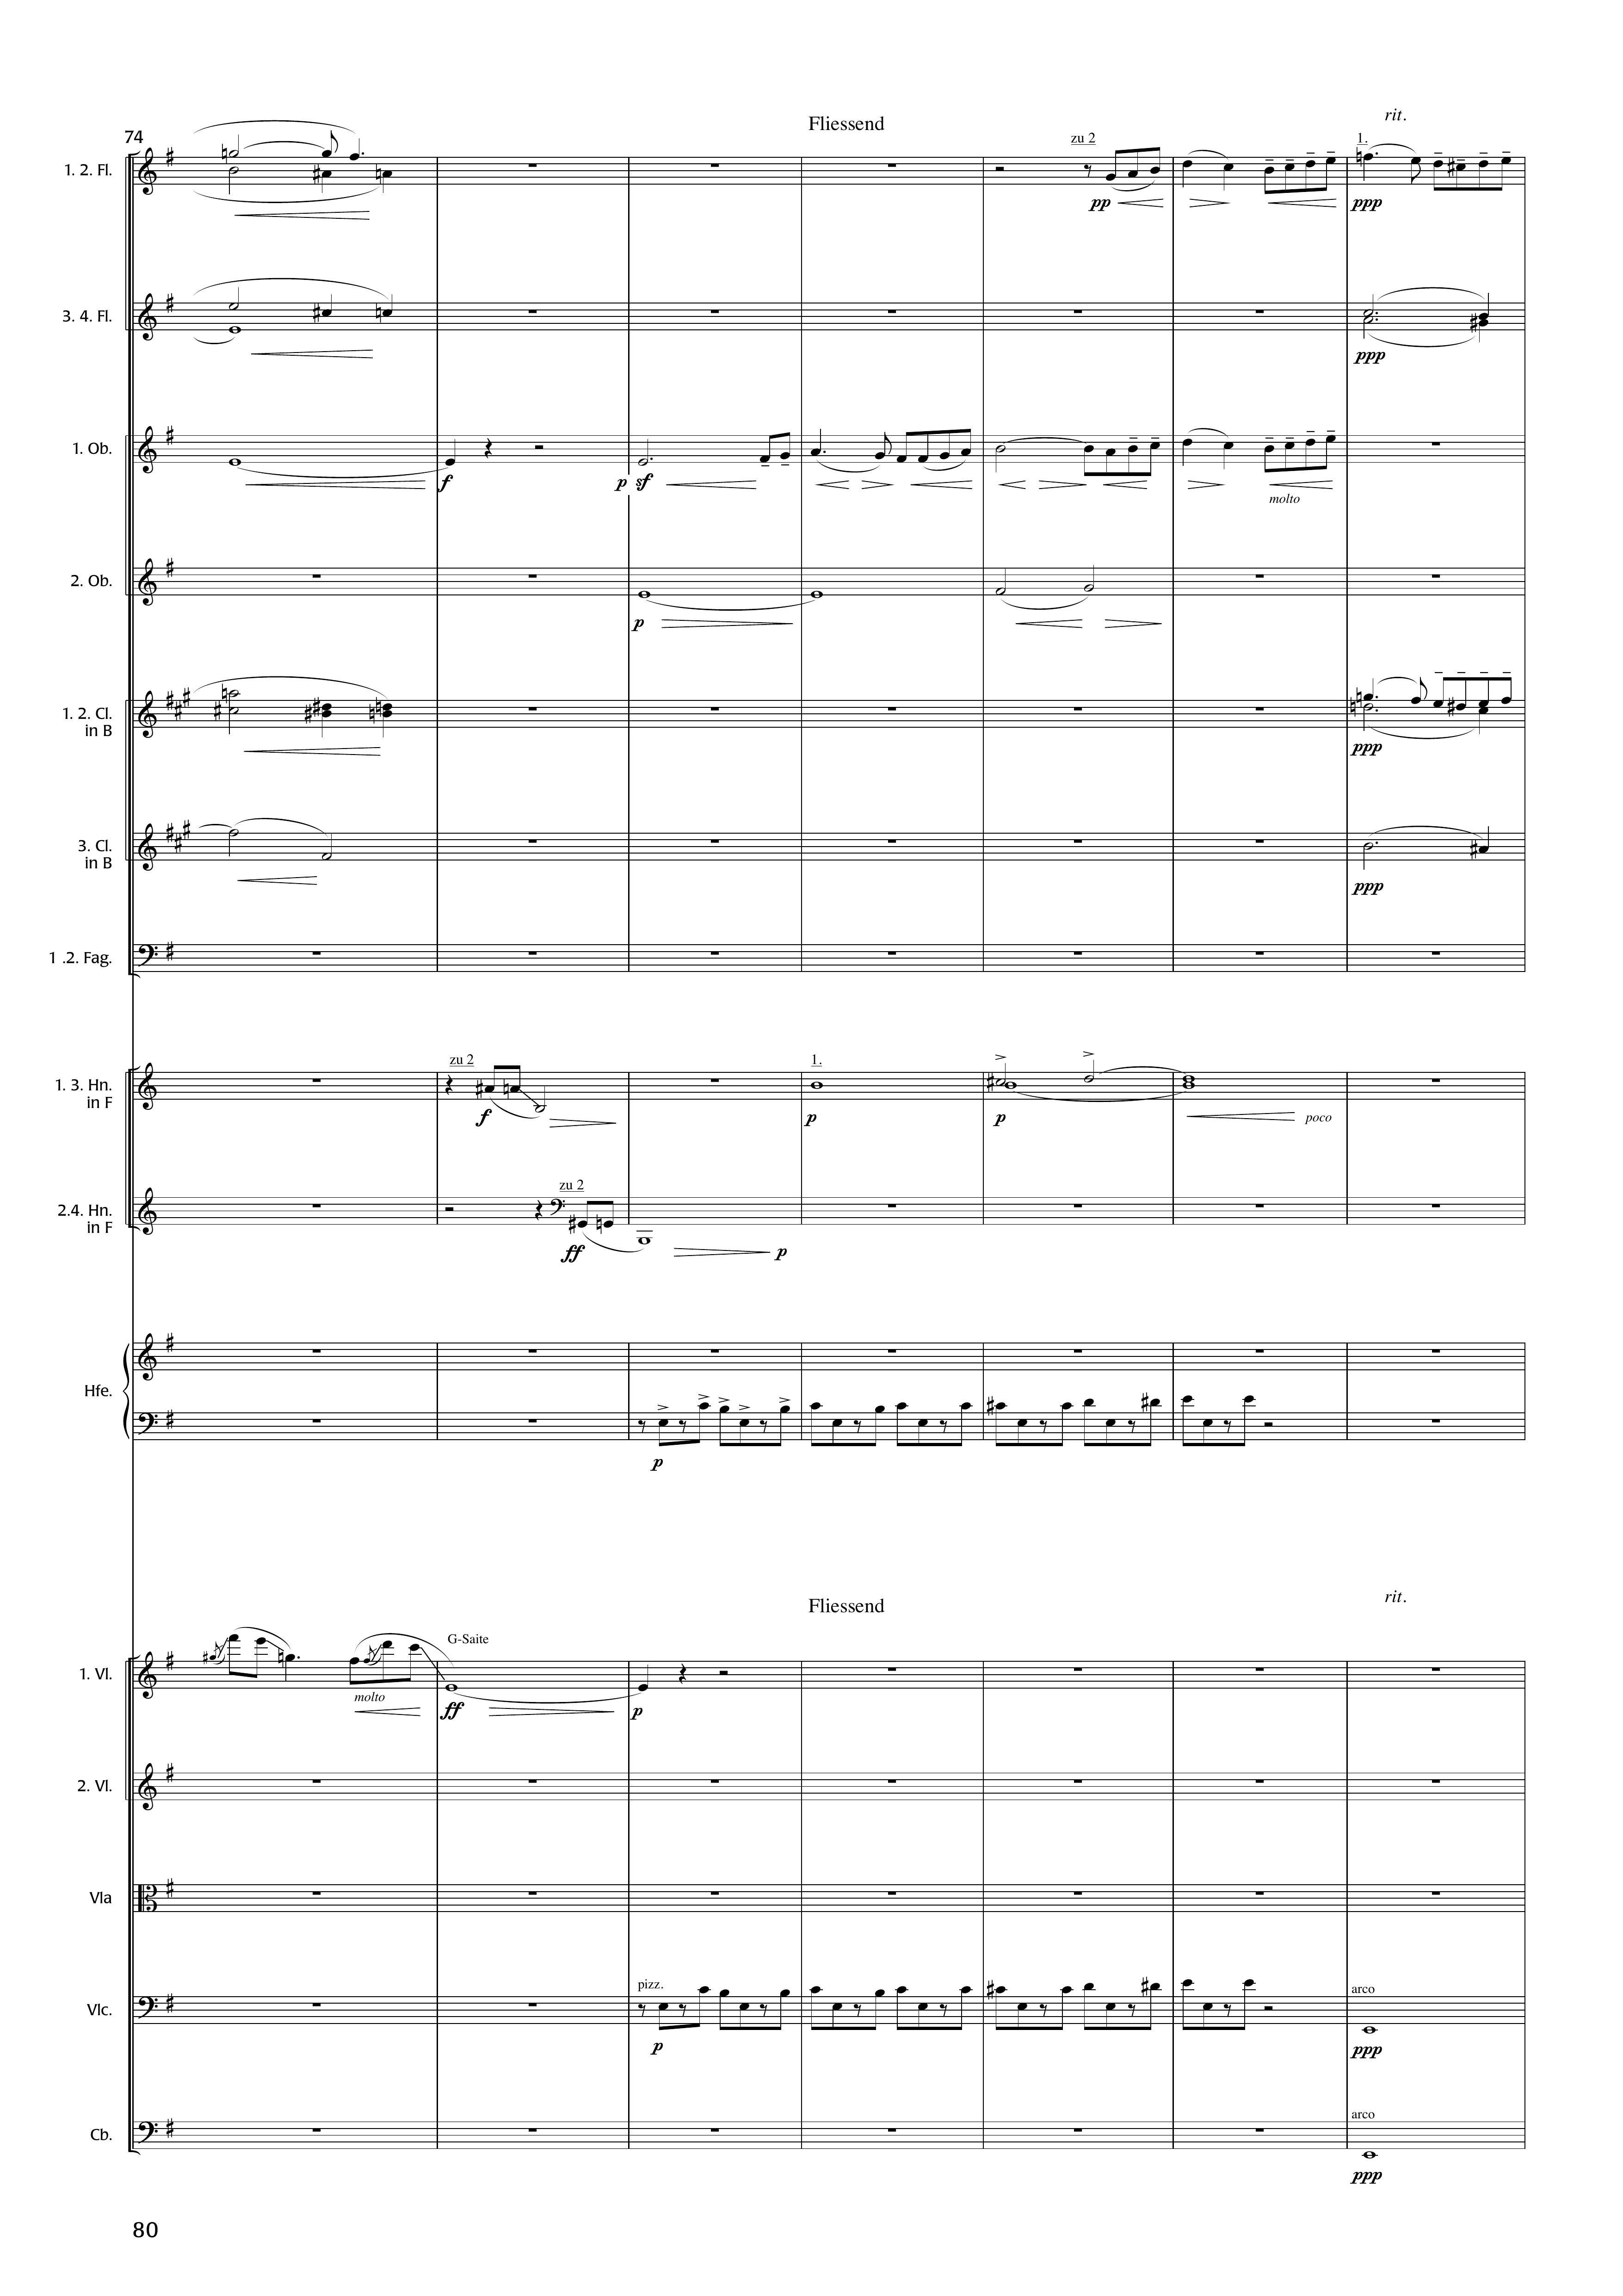 rit.
Fliessend
74
zu 2
1.
1. 2. Fl.
pp
ppp
3. 4. Fl.
ppp
1. Ob.
f
p sf
molto
2. Ob.
p
1. 2. Cl.
in B
ppp
3. Cl.
in B
ppp
1 .2. Fag.
zu 2
1.
1. 3. Hn.
in F
f
p
p
poco
zu 2
2.4. Hn.
in F
ff
p
Hfe.
p
rit.
Fliessend
G-Saite
1. Vl.
molto
ff
p
2. Vl.
Vla
pizz.
arco
Vlc.
p
ppp
arco
Cb.
ppp
80